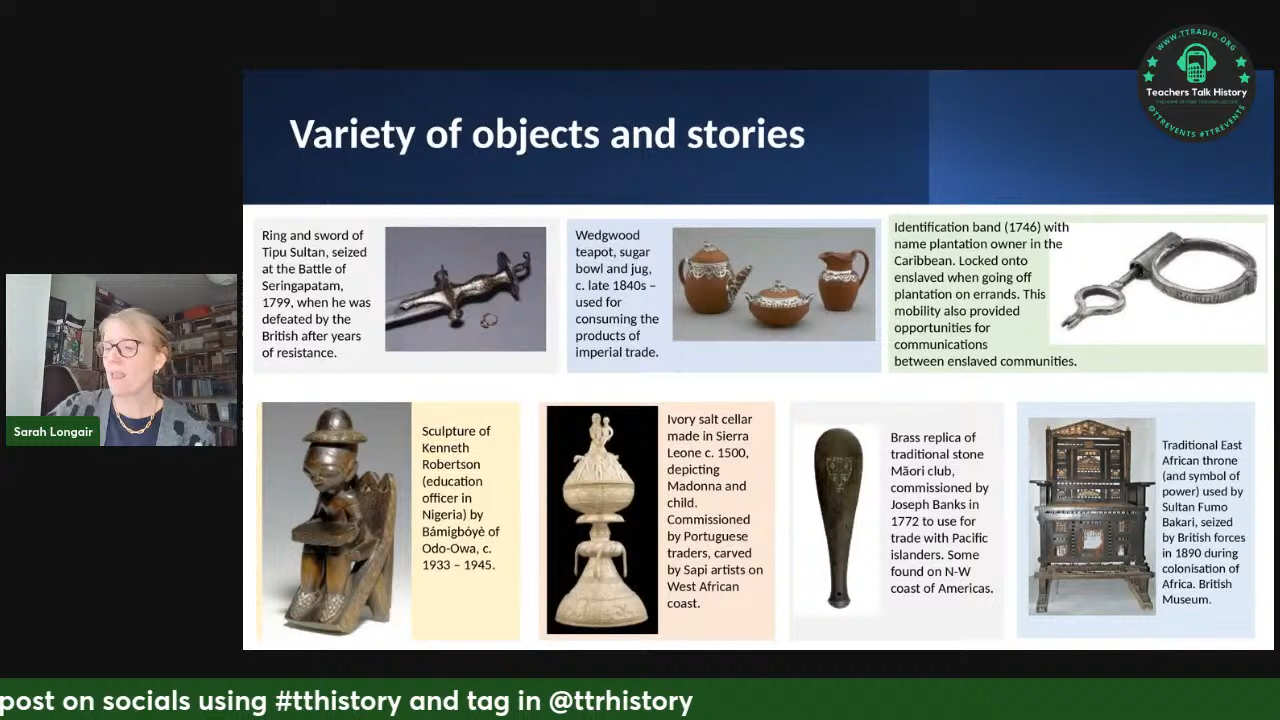 WWW.TTRADIO.ORG
Teachers Talk History
@TTREVENTS #TTREVENTS
Variety of objects and stories
Ring and sword of
Tipu Sultan, seized
at the Battle of
Seringapatam,
1799, when he was
defeated by the
British after years
of resistance.
Wedgwood
teapot, sugar
bowl and jug,
c. late 1840s –
used for
consuming the
products of
imperial trade.
Identification band (1746) with
name plantation owner in the
Caribbean. Locked onto
enslaved when going off
plantation on errands. This
mobility also provided
opportunities for
communications
between enslaved communities.
Sarah Longair
Sculpture of
Kenneth
Robertson
(education
officer in
Nigeria) by
Bámigbóyè of
Odo-Owa, c.
1933 – 1945.
Ivory salt cellar
made in Sierra
Leone c. 1500,
depicting
Madonna and
child.
Commissioned
by Portuguese
traders, carved
by Sapi artists on
West African
coast.
Brass replica of
traditional stone
Māori club,
commissioned by
Joseph Banks in
1772 to use for
trade with Pacific
islanders. Some
found on N-W
coast of Americas.
Traditional East
African throne
(and symbol of
power) used by
Sultan Fumo
Bakari, seized
by British forces
in 1890 during
colonisation of
Africa. British
Museum.
post on socials using #tthistory and tag in @ttrhistory